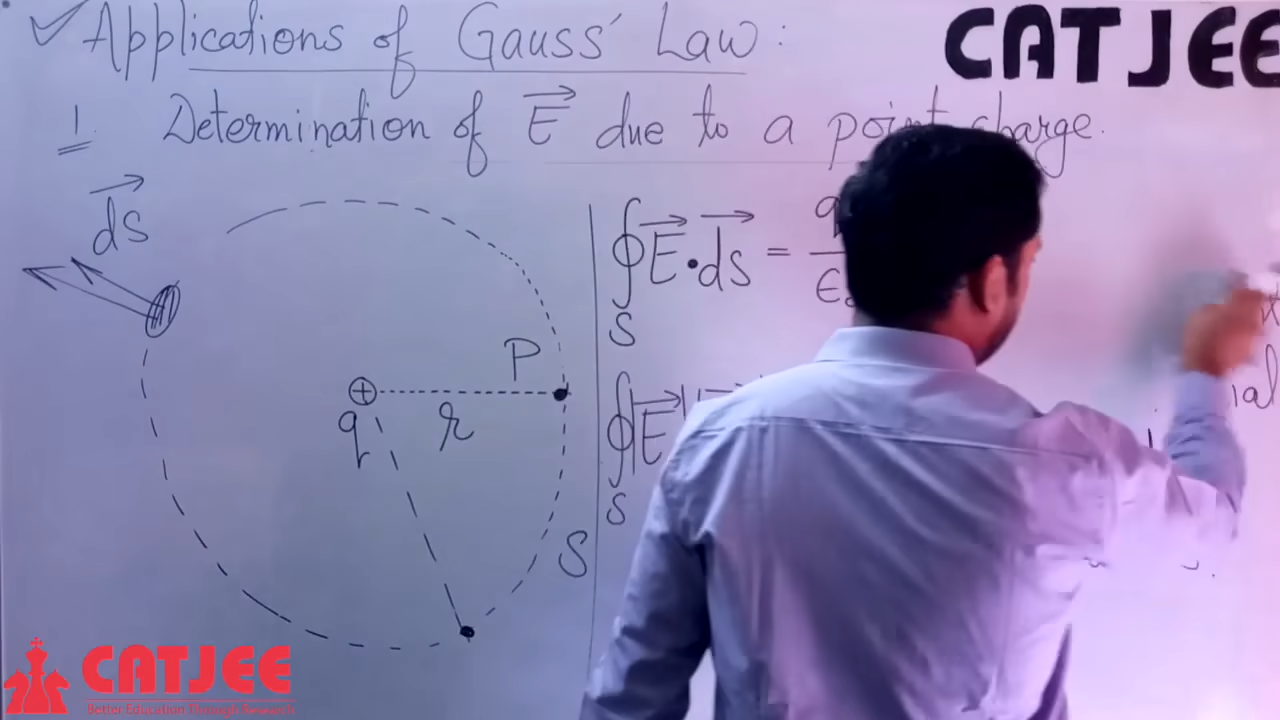 ✓ Applications of Gauss' Law :
CATJEE
1. Determination of E⃗ due to a point charge.
ds⃗
∮ E⃗ · ds⃗ = q
ϵ
S
P
∮ |E⃗|
q r
S
S
CATJEE
Better Education Through Research